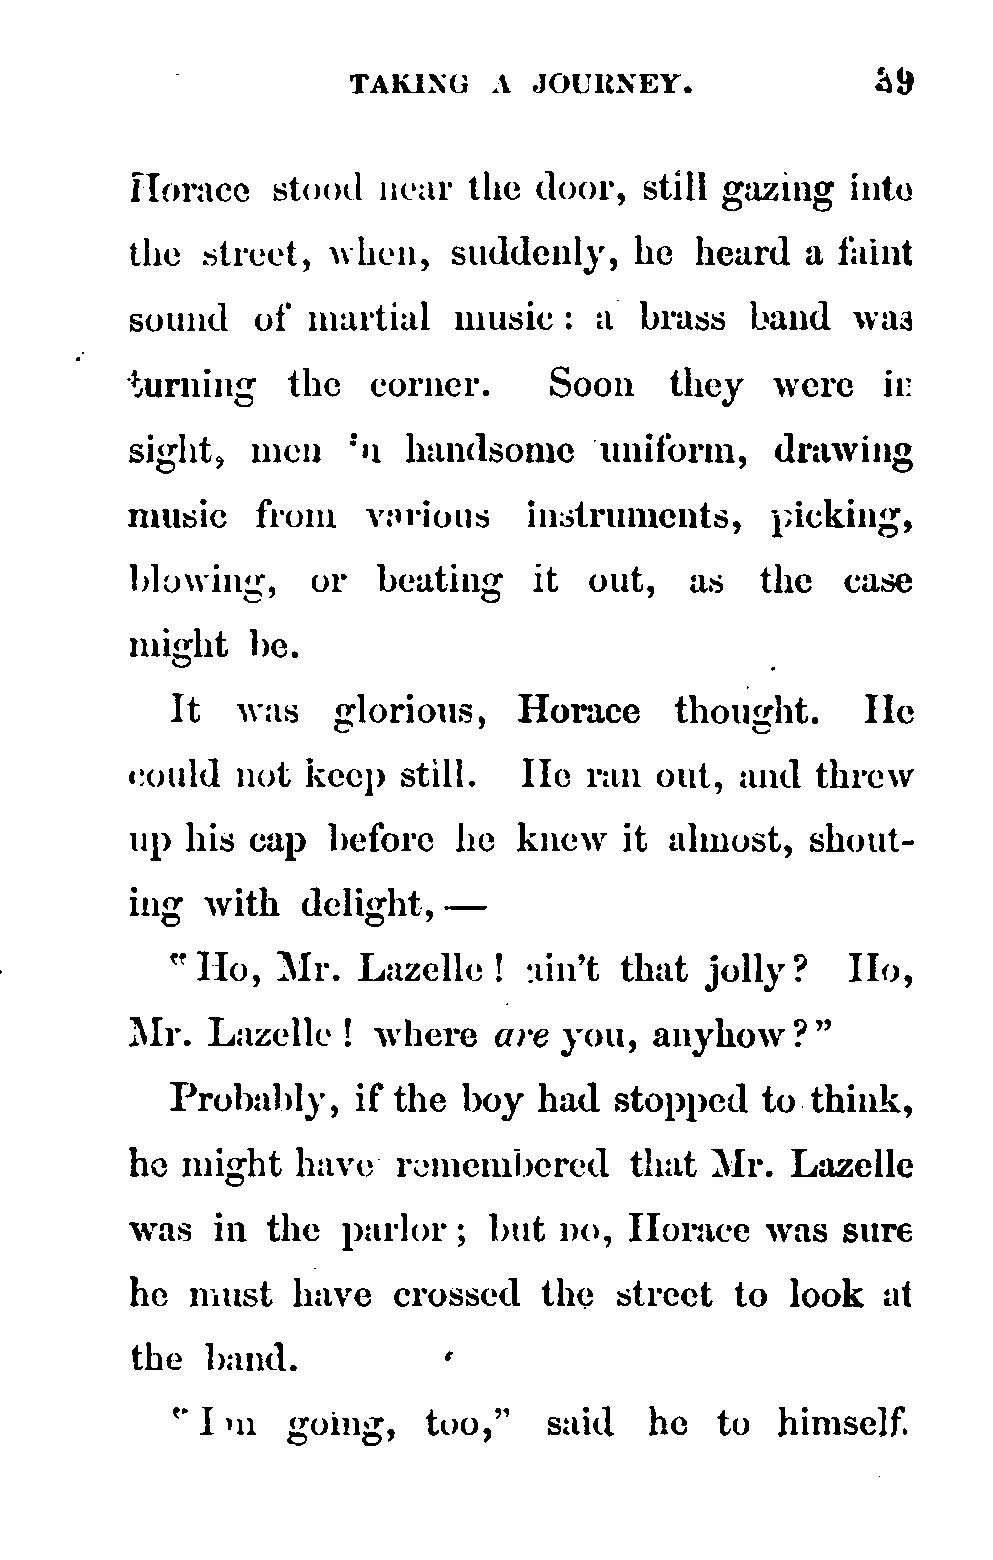 TAKING A JOURNEY. 39
Horace stood near the door, still gazing into
the street, when, suddenly, he heard a faint
sound of martial music : a brass band was
turning the corner. Soon they were in
sight, men in handsome uniform, drawing
music from various instruments, picking,
blowing, or beating it out, as the case
might be.
It was glorious, Horace thought. He
could not keep still. He ran out, and threw
up his cap before he knew it almost, shout-
ing with delight, —
"Ho, Mr. Lazelle ! ain't that jolly? Ho,
Mr. Lazelle ! where are you, anyhow?"
Probably, if the boy had stopped to think,
he might have remembered that Mr. Lazelle
was in the parlor ; but no, Horace was sure
he must have crossed the street to look at
the band.
"I'm going, too," said he to himself.